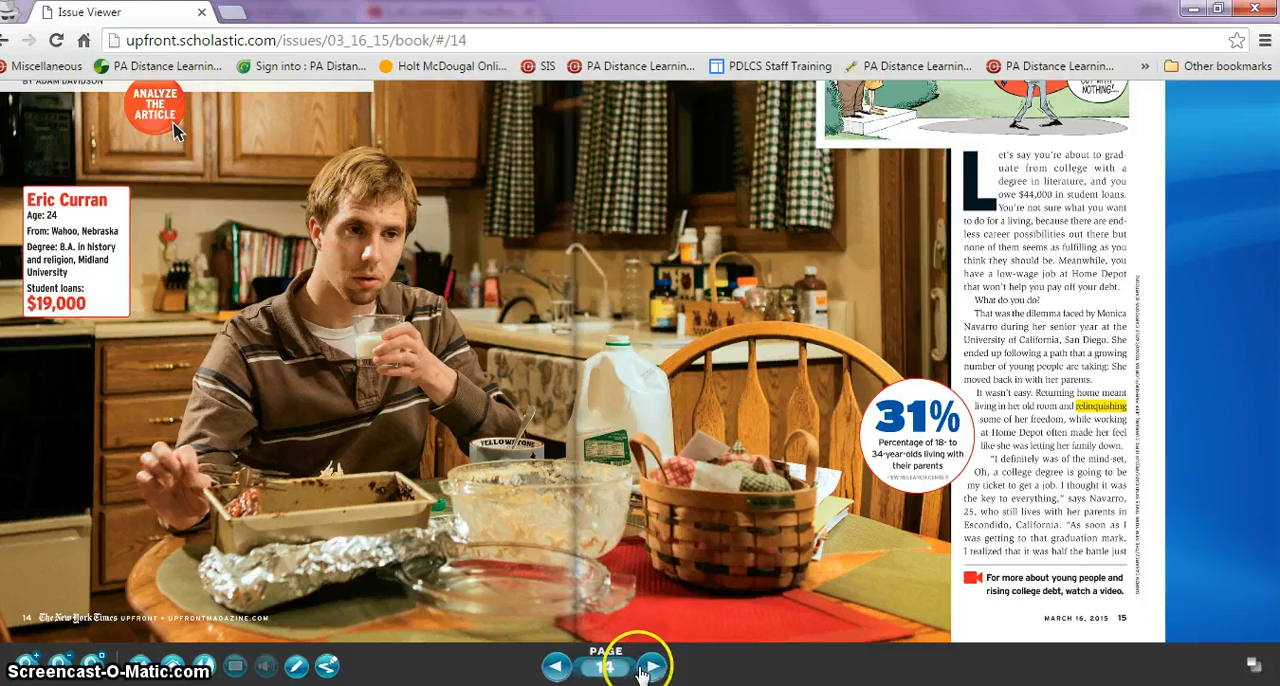 Issue Viewer
upfront.scholastic.com/issues/03_16_15/book/#/14
Miscellaneous
PA Distance Learnin...
Sign into : PA Distan...
Holt McDougal Onli...
SIS
PA Distance Learnin...
PDLCS Staff Training
PA Distance Learnin...
PA Distance Learnin...
»
Other bookmarks
BY ADAM DAVIDSON
ANALYZE
THE
ARTICLE
Eric Curran
Age: 24
From: Wahoo, Nebraska
Degree: B.A. in history
and religion, Midland
University
Student loans:
$19,000
YELLOWSTONE
31%
Percentage of 18- to
34-year-olds living with
their parents
PEW RESEARCH CENTER
NOTHING!...
Let's say you're about to grad-
uate from college with a
degree in literature, and you
owe $44,000 in student loans.
You're not sure what you want
to do for a living, because there are end-
less career possibilities out there but
none of them seems as fulfilling as you
think they should be. Meanwhile, you
have a low-wage job at Home Depot
that won't help you pay off your debt.
What do you do?
That was the dilemma faced by Monica
Navarro during her senior year at the
University of California, San Diego. She
ended up following a path that a growing
number of young people are taking: She
moved back in with her parents.
It wasn't easy. Returning home meant
living in her old room and relinquishing
some of her freedom, while working
at Home Depot often made her feel
like she was letting her family down.
"I definitely was of the mind-set,
Oh, a college degree is going to be
my ticket to get a job. I thought it was
the key to everything," says Navarro,
25, who still lives with her parents in
Escondido, California. "As soon as I
was getting to that graduation mark,
I realized that it was half the battle just
For more about young people and
rising college debt, watch a video.
14 The New York Times UPFRONT • UPFRONTMAGAZINE.COM
MARCH 16, 2015 15
PAGE
14
Screencast-O-Matic.com